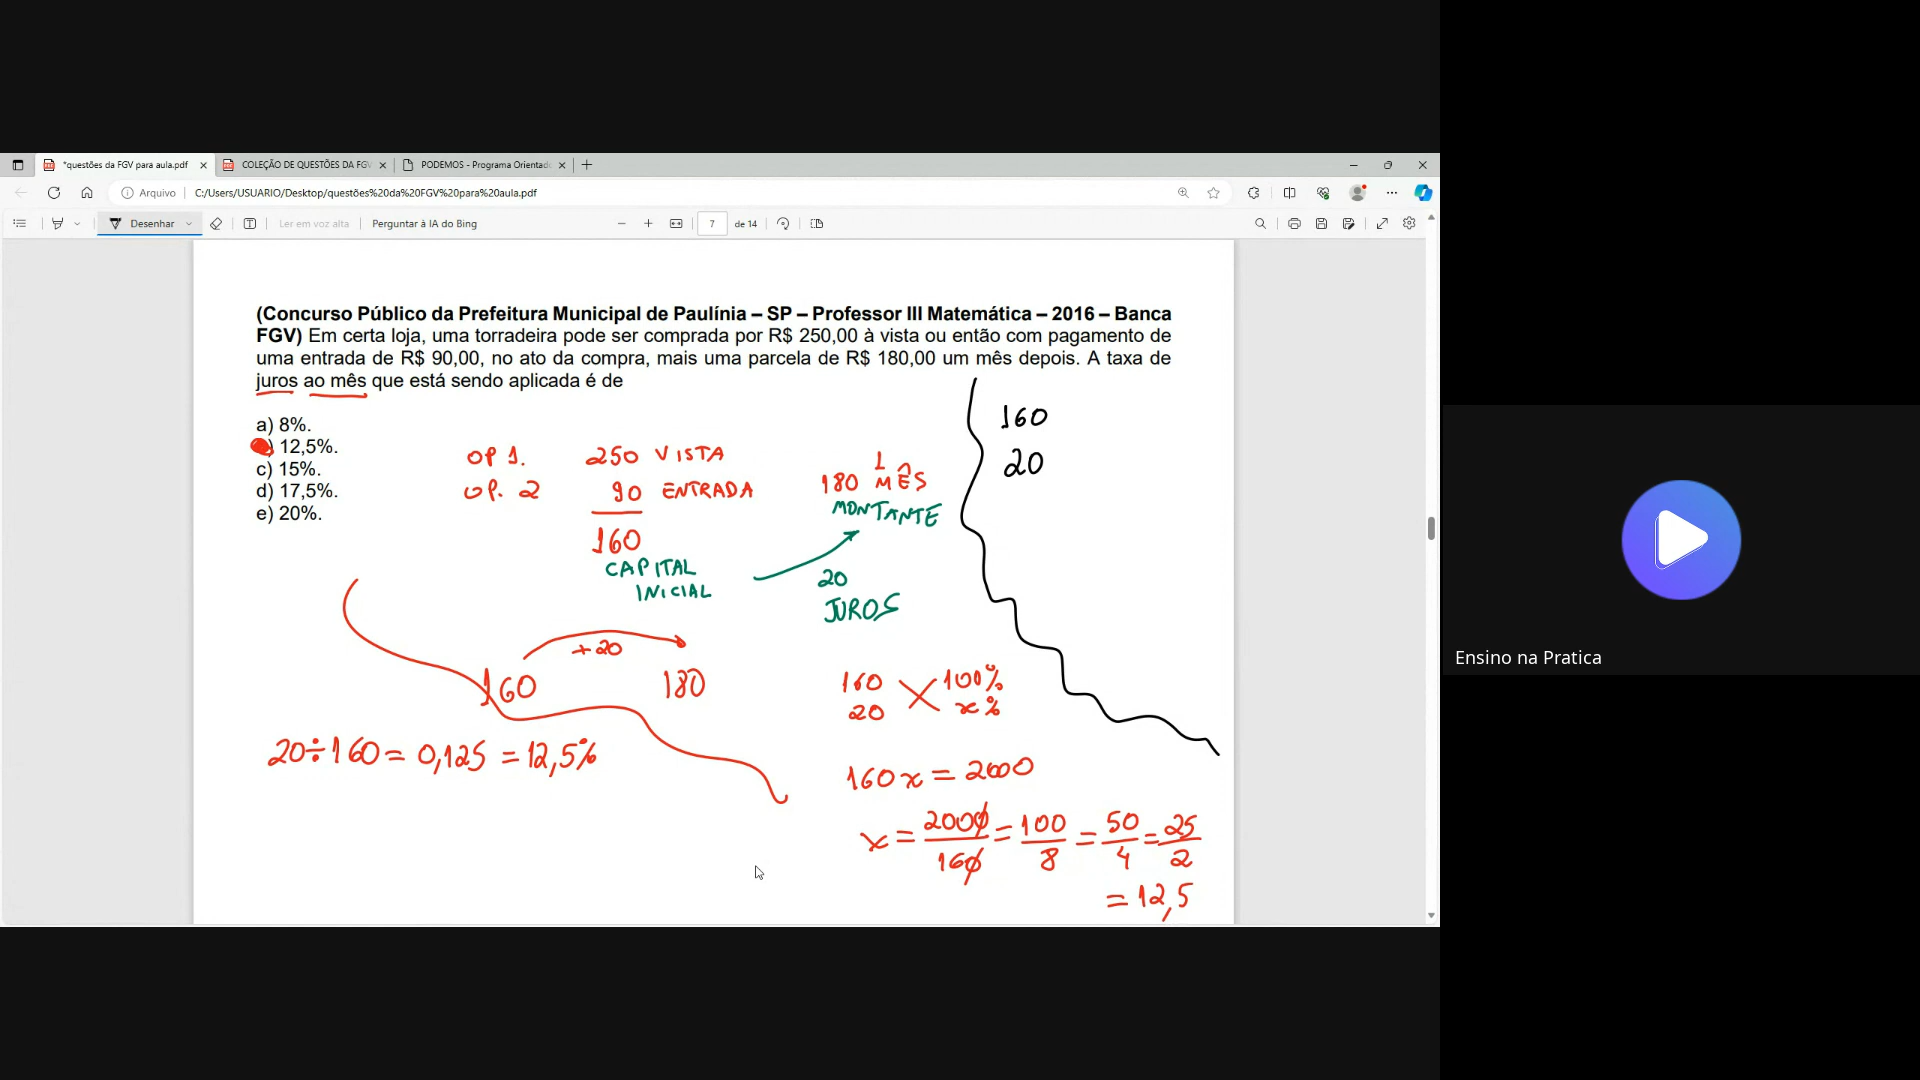 *questões da FGV para aula.pdf
COLEÇÃO DE QUESTÕES DA FGV
PODEMOS - Programa Orientado
Arquivo
C:/Users/USUARIO/Desktop/questões%20da%20FGV%20para%20aula.pdf
Desenhar
Ler em voz alta
Perguntar à IA do Bing
7
de 14
(Concurso Público da Prefeitura Municipal de Paulínia – SP – Professor III Matemática – 2016 – Banca
FGV) Em certa loja, uma torradeira pode ser comprada por R$ 250,00 à vista ou então com pagamento de
uma entrada de R$ 90,00, no ato da compra, mais uma parcela de R$ 180,00 um mês depois. A taxa de
juros ao mês que está sendo aplicada é de
a) 8%.
) 12,5%.
c) 15%.
d) 17,5%.
e) 20%.
OP 1. 250 VISTA
OP. 2 90 ENTRADA
160
CAPITAL
INICIAL
1
180 MÊS
MONTANTE
20
JUROS
160
20
+20
160 180
20÷160 = 0,125 = 12,5%
160 100%
20 x%
160x = 2000
x = 2000/160 = 100/8 = 50/4 = 25/2
= 12,5
Ensino na Pratica